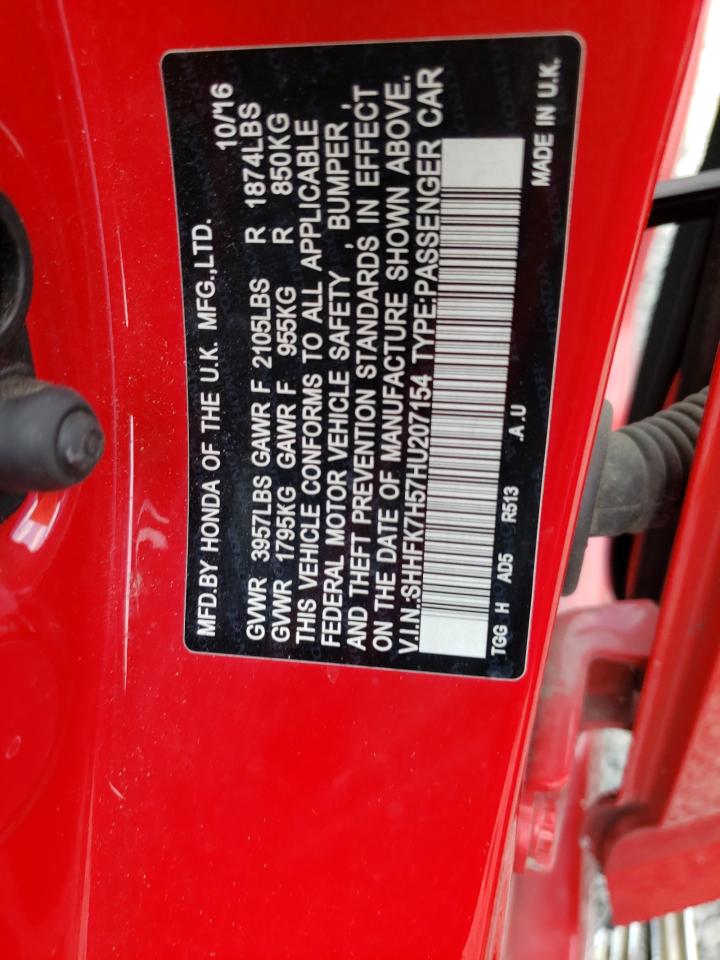 MFD.BY HONDA OF THE U.K. MFG.,LTD. 10/16
GVWR 3957LBS GAWR F 2105LBS R 1874LBS
GVWR 1795KG GAWR F 955KG R 850KG
THIS VEHICLE CONFORMS TO ALL APPLICABLE
FEDERAL MOTOR VEHICLE SAFETY , BUMPER ,
AND THEFT PREVENTION STANDARDS IN EFFECT
ON THE DATE OF MANUFACTURE SHOWN ABOVE.
V.I.N.:SHHFK7H57HU207154 TYPE:PASSENGER CAR
TGG H AD5 R513 .A.U MADE IN U.K.